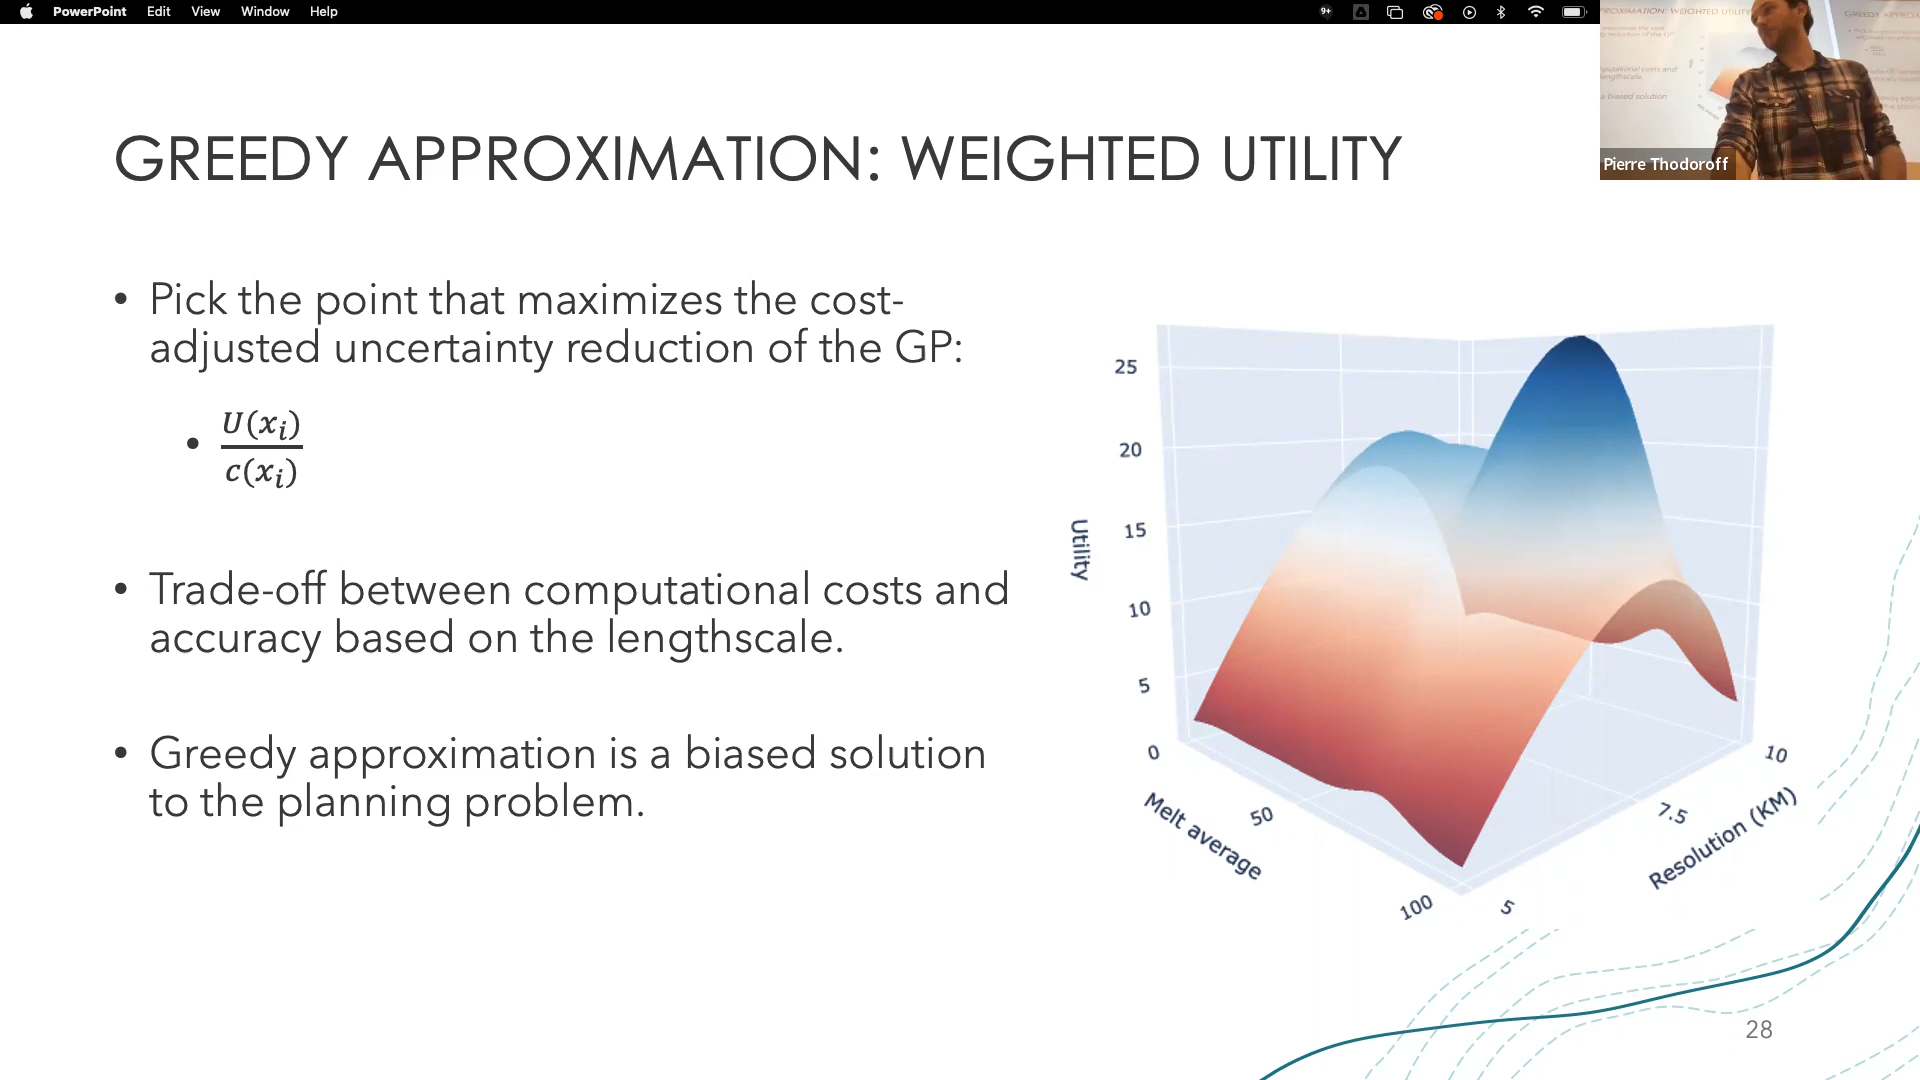 PowerPoint Edit View Window Help
9+
Pierre Thodoroff
GREEDY APPROXIMATION: WEIGHTED UTILITY
• Pick the point that maximizes the cost-
adjusted uncertainty reduction of the GP:
• U(xᵢ)
c(xᵢ)
• Trade-off between computational costs and
accuracy based on the lengthscale.
• Greedy approximation is a biased solution
to the planning problem.
25
20
15
10
5
Utility
0
50
100
Melt average
5
7.5
10
Resolution (KM)
28